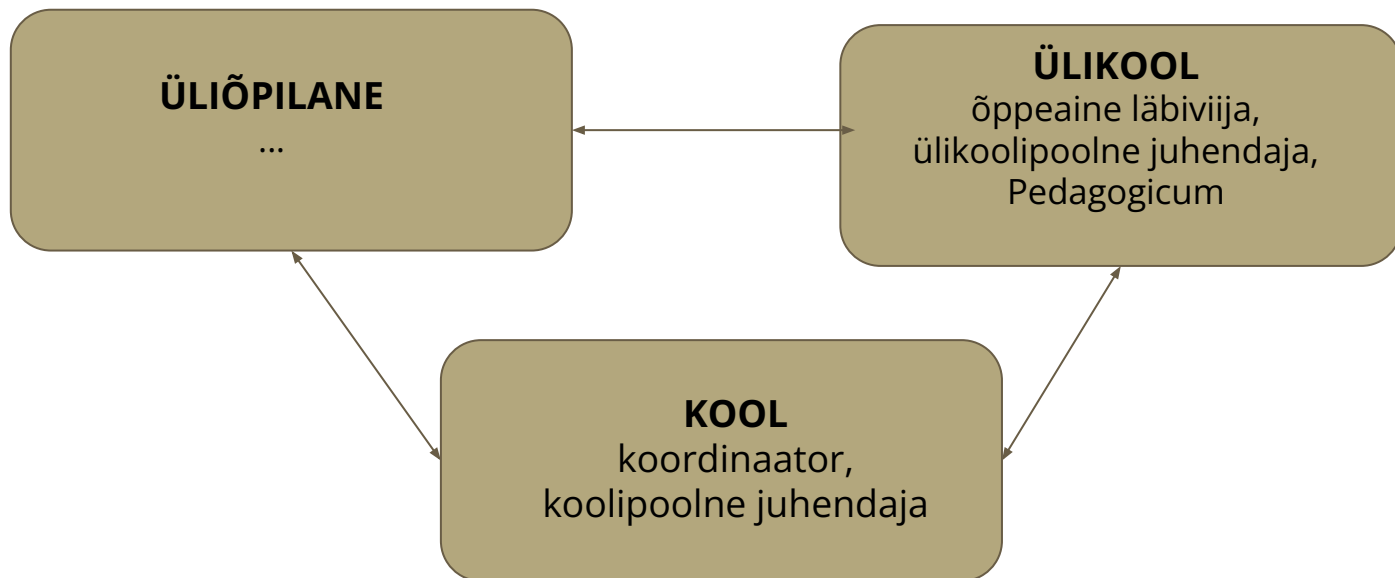 ÜLIÕPILANE
...
ÜLIKOOL
õppeaine läbiviija,
ülikoolipoolne juhendaja,
Pedagogicum
KOOL
koordinaator,
koolipoolne juhendaja